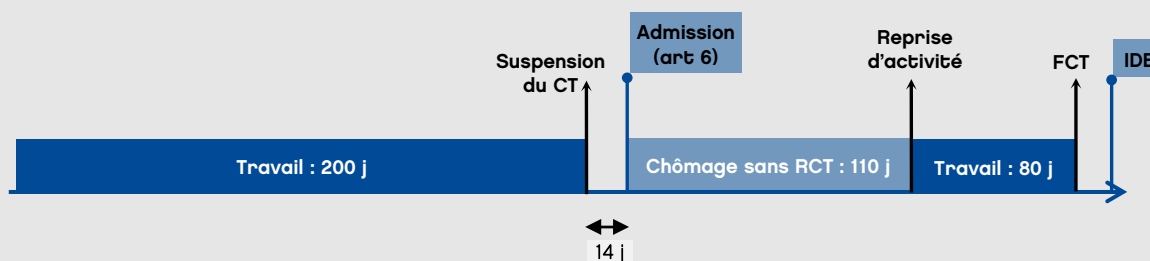 Admission
(art 6)
Suspension
du CT
Reprise
d'activité
FCT
IDE
Travail : 200 j
Chômage sans RCT : 110 j
Travail : 80 j
14 j